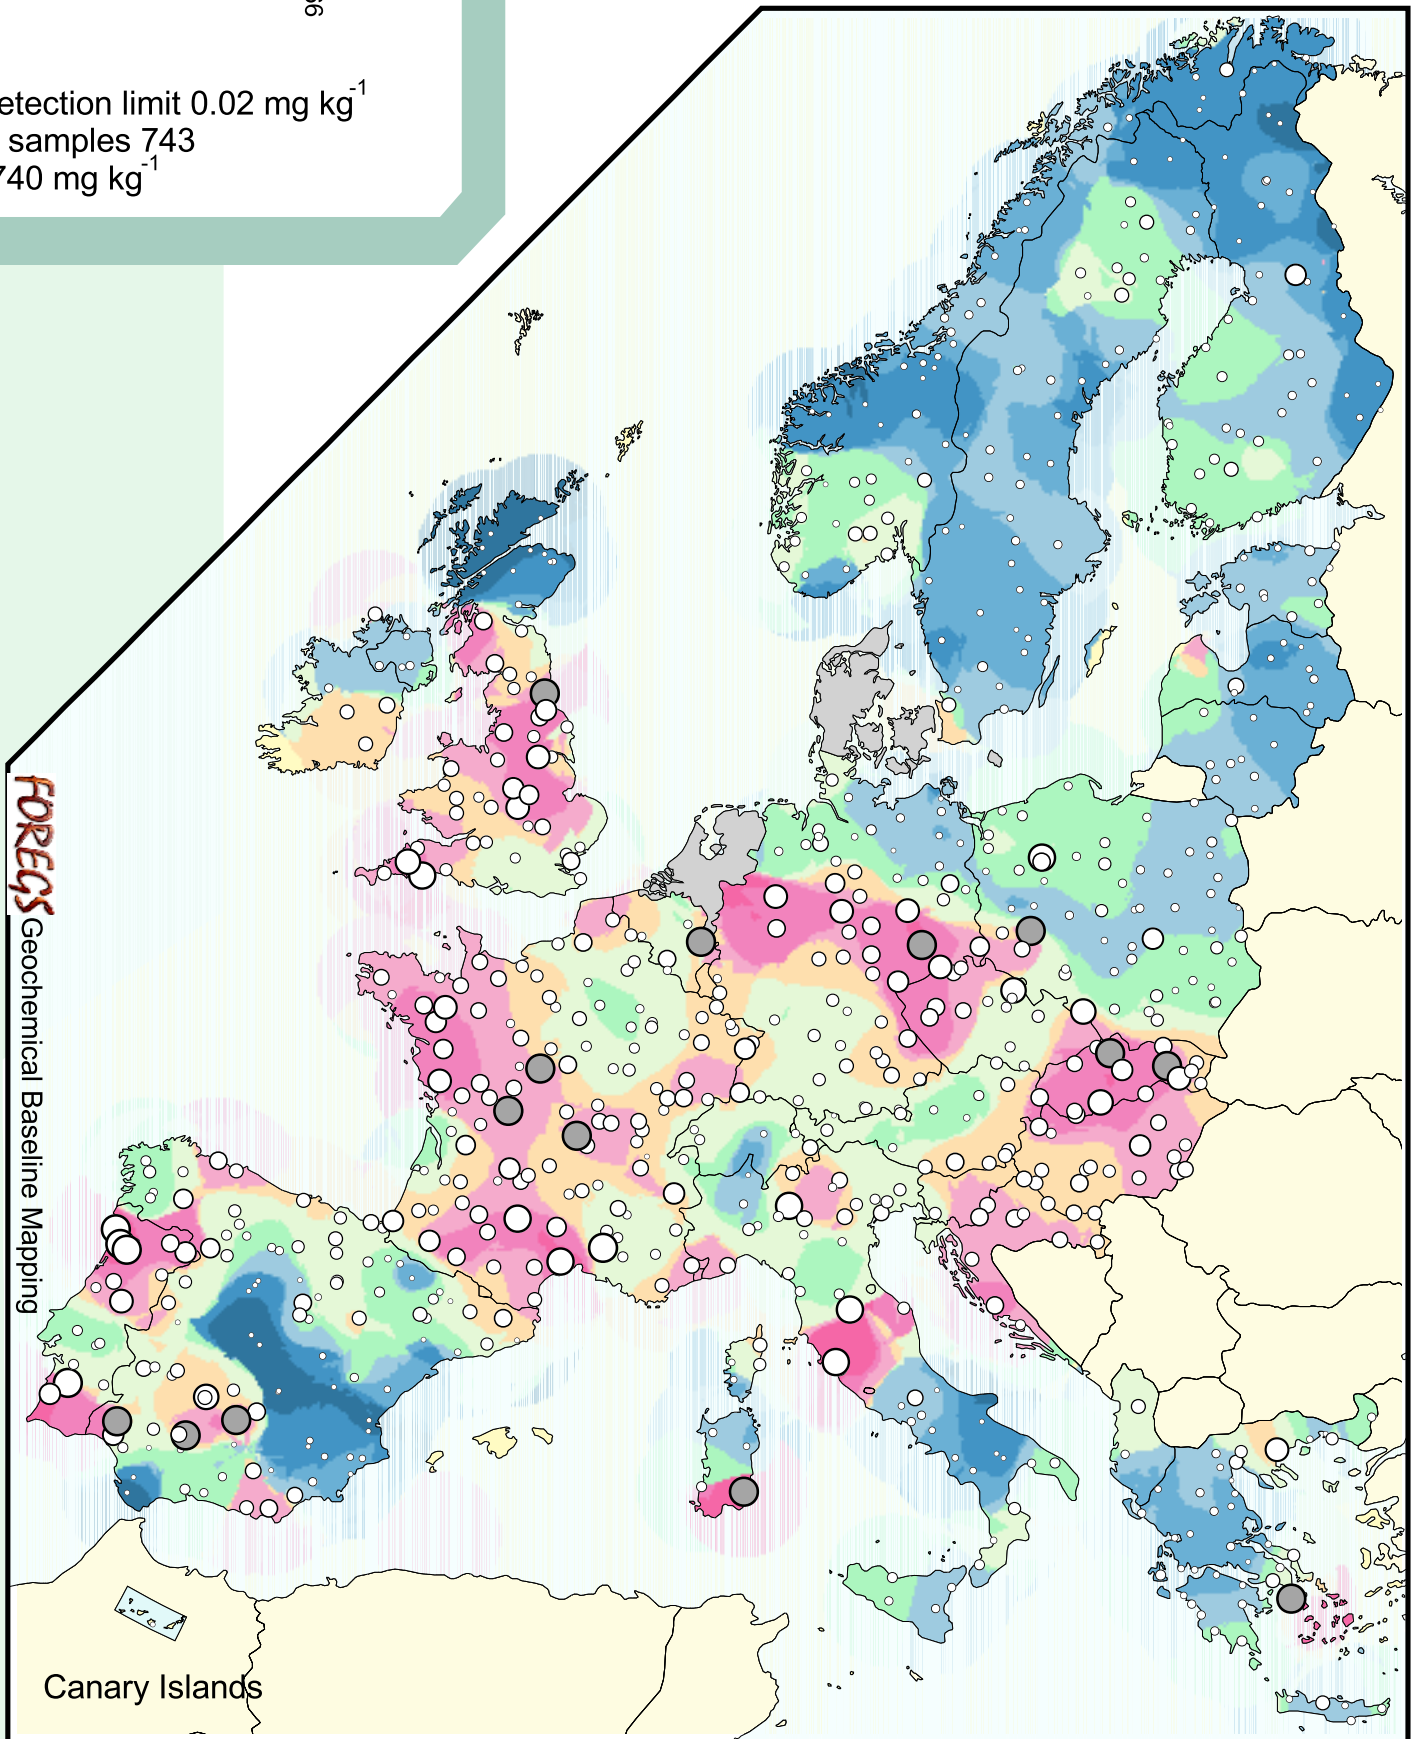 etection limit 0.02 mg kg-1
samples 743
740 mg kg-1
FOREGS Geochemical Baseline Mapping
Canary Islands